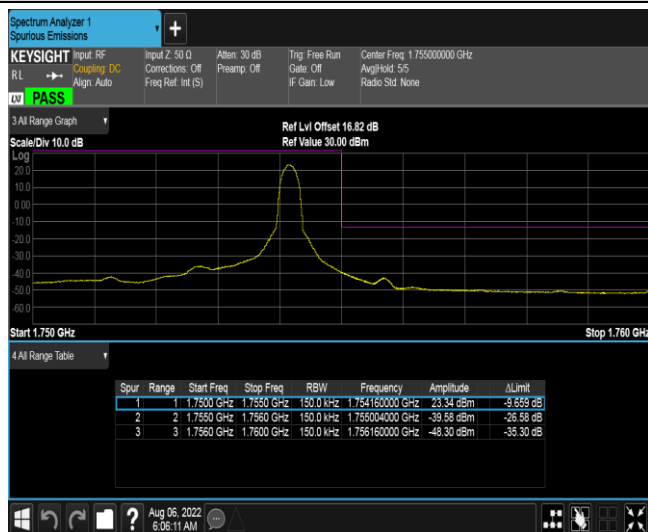 Spectrum Analyzer 1
Spurious Emissions
+
KEYSIGHT Input: RF Input Z: 50 Ω Atten: 30 dB Trig: Free Run Center Freq: 1.755000000 GHz
RL Coupling: DC Corrections: Off Preamp: Off Gate: Off Avg|Hold: 5/5
Align: Auto Freq Ref: Int (S) IF Gain: Low Radio Std: None
LXI PASS
3 All Range Graph
Ref Lvl Offset 16.82 dB
Scale/Div 10.0 dB Ref Value 30.00 dBm
Log
20.0
10.0
0.00
-10.0
-20.0
-30.0
-40.0
-50.0
-60.0
Start 1.750 GHz Stop 1.760 GHz
4 All Range Table
Spur Range Start Freq Stop Freq RBW Frequency Amplitude ΔLimit
1 1 1.7500 GHz 1.7550 GHz 150.0 kHz 1.754160000 GHz 23.34 dBm -9.659 dB
2 2 1.7550 GHz 1.7560 GHz 150.0 kHz 1.755004000 GHz -39.58 dBm -26.58 dB
3 3 1.7560 GHz 1.7600 GHz 150.0 kHz 1.756160000 GHz -48.30 dBm -35.30 dB
? Aug 06, 2022
6:06:11 AM